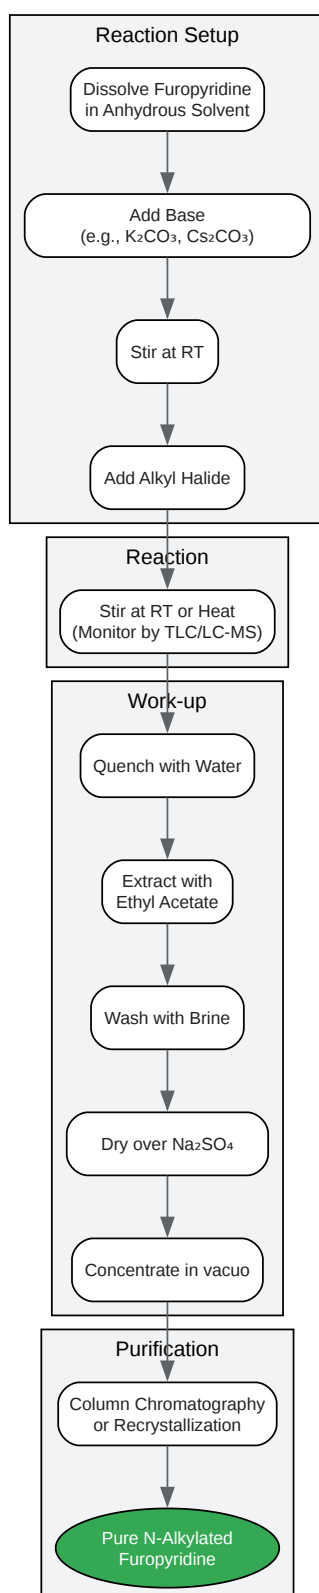 Reaction Setup
Dissolve Furopyridine
in Anhydrous Solvent
Add Base
(e.g., K₂CO₃, Cs₂CO₃)
Stir at RT
Add Alkyl Halide
Reaction
Stir at RT or Heat
(Monitor by TLC/LC-MS)
Work-up
Quench with Water
Extract with
Ethyl Acetate
Wash with Brine
Dry over Na₂SO₄
Concentrate in vacuo
Purification
Column Chromatography
or Recrystallization
Pure N-Alkylated
Furopyridine